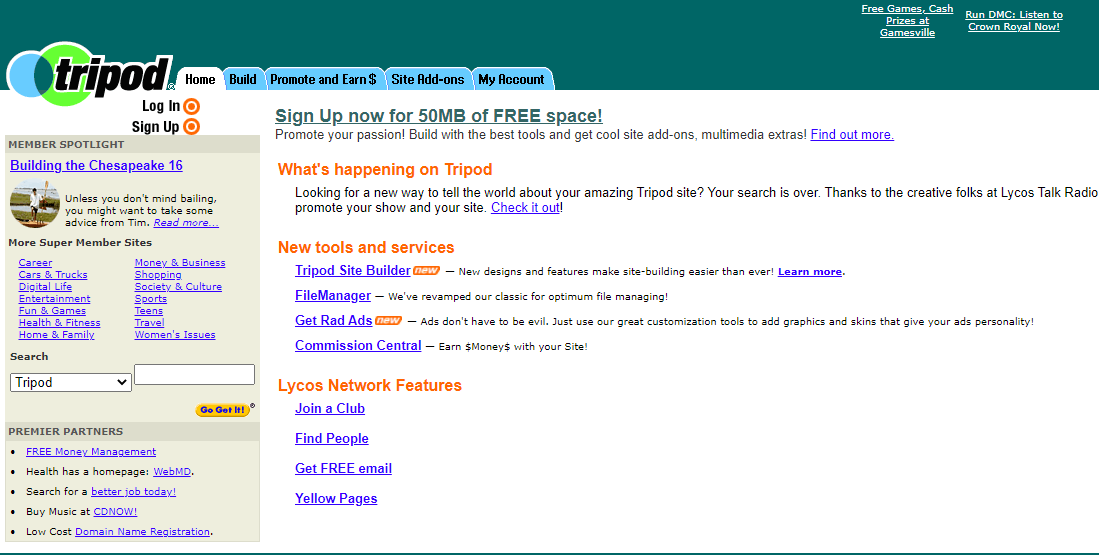 Free Games, Cash
Prizes at
Gamesville
Run DMC: Listen to
Crown Royal Now!
tripod®
Home
Build
Promote and Earn $
Site Add-ons
My Account
Log In
Sign Up
MEMBER SPOTLIGHT
Building the Chesapeake 16
Unless you don't mind bailing,
you might want to take some
advice from Tim. Read more...
More Super Member Sites
Career
Cars & Trucks
Digital Life
Entertainment
Fun & Games
Health & Fitness
Home & Family
Money & Business
Shopping
Society & Culture
Sports
Teens
Travel
Women's Issues
Search
Tripod
Go Get It!®
PREMIER PARTNERS
• FREE Money Management
• Health has a homepage: WebMD.
• Search for a better job today!
• Buy Music at CDNOW!
• Low Cost Domain Name Registration.
Sign Up now for 50MB of FREE space!
Promote your passion! Build with the best tools and get cool site add-ons, multimedia extras! Find out more.
What's happening on Tripod
Looking for a new way to tell the world about your amazing Tripod site? Your search is over. Thanks to the creative folks at Lycos Talk Radio
promote your show and your site. Check it out!
New tools and services
Tripod Site Builder new — New designs and features make site-building easier than ever! Learn more.
FileManager — We've revamped our classic for optimum file managing!
Get Rad Ads new — Ads don't have to be evil. Just use our great customization tools to add graphics and skins that give your ads personality!
Commission Central — Earn $Money$ with your Site!
Lycos Network Features
Join a Club
Find People
Get FREE email
Yellow Pages